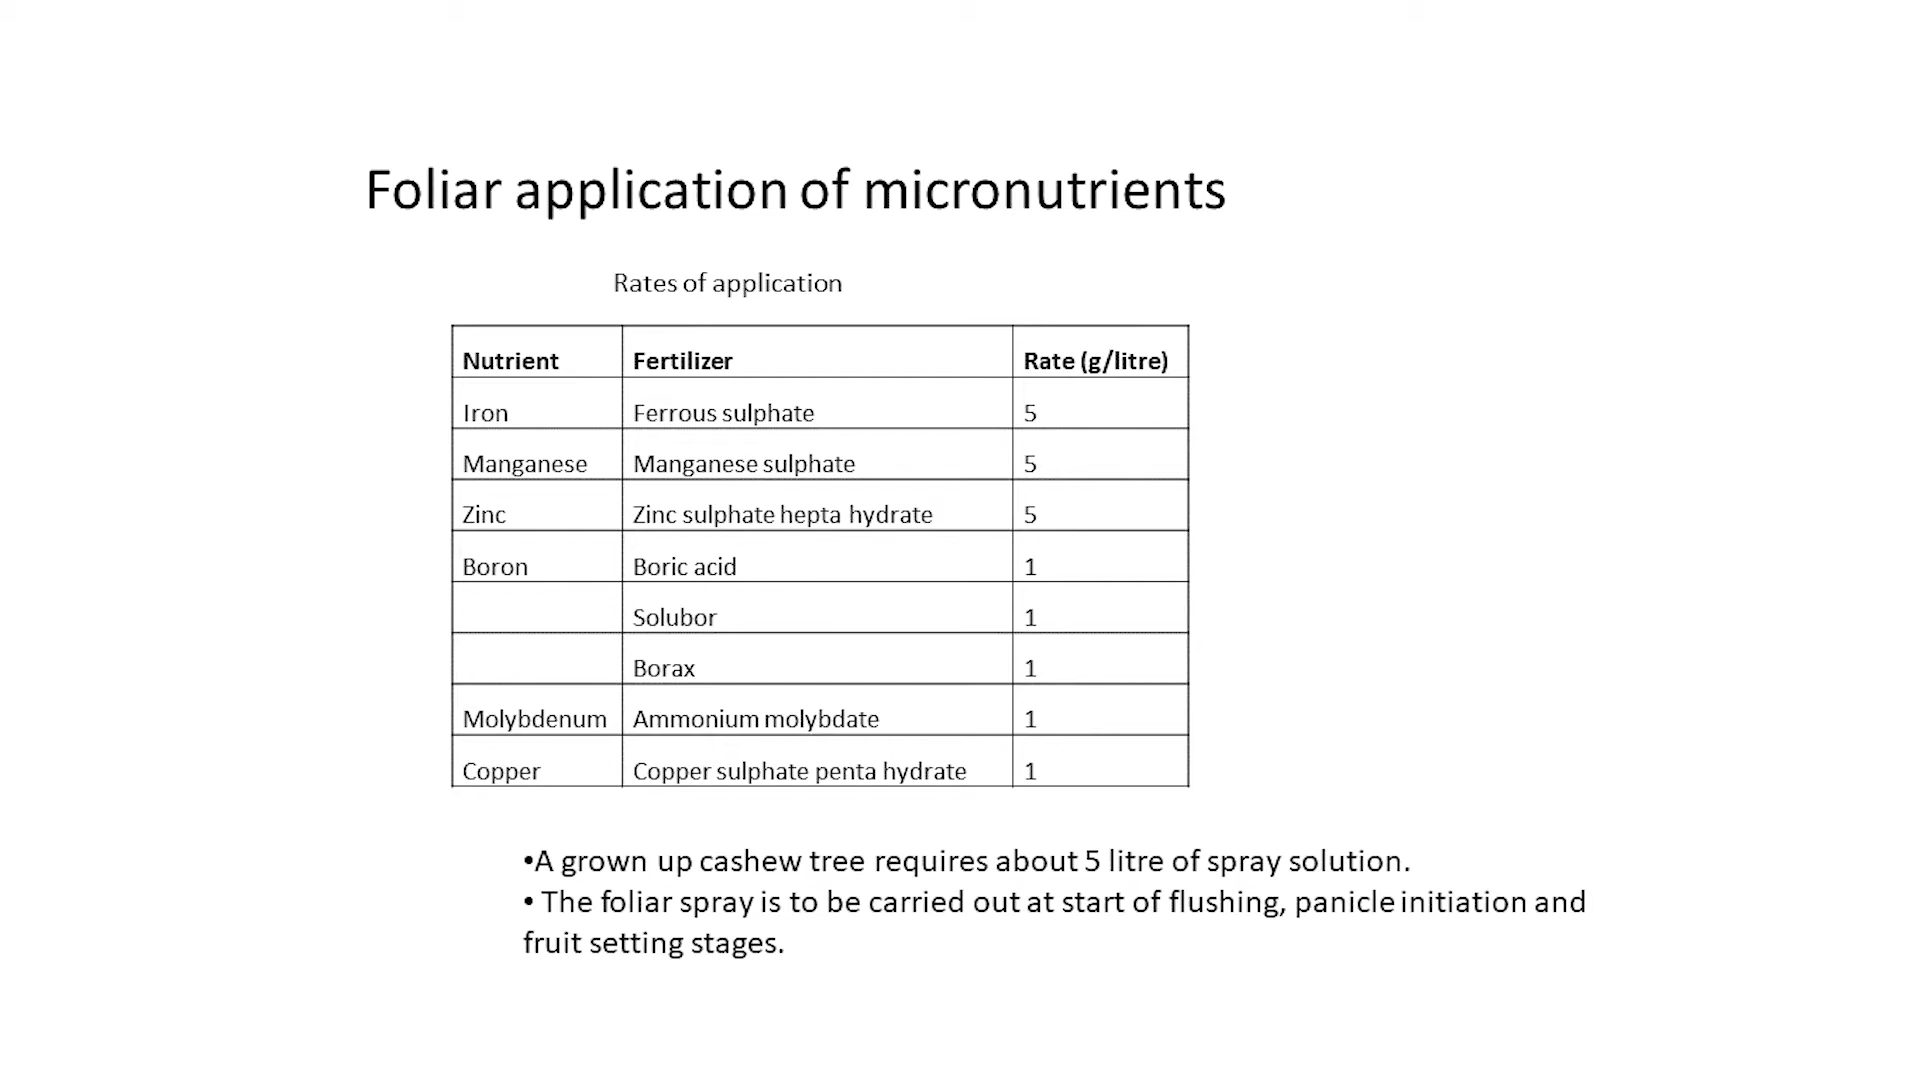 Foliar application of micronutrients
Rates of application
Nutrient Fertilizer Rate (g/litre)
Iron Ferrous sulphate 5
Manganese Manganese sulphate 5
Zinc Zinc sulphate hepta hydrate 5
Boron Boric acid 1
Solubor 1
Borax 1
Molybdenum Ammonium molybdate 1
Copper Copper sulphate penta hydrate 1
•A grown up cashew tree requires about 5 litre of spray solution.
• The foliar spray is to be carried out at start of flushing, panicle initiation and
fruit setting stages.